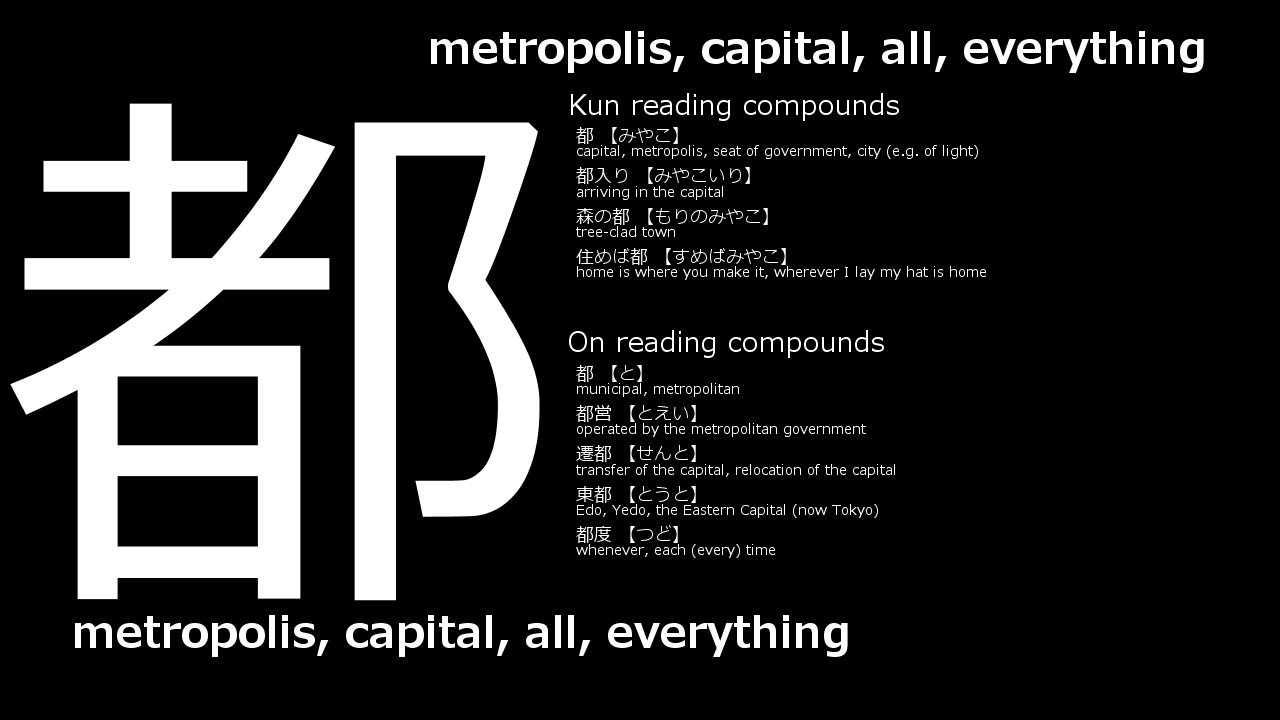 metropolis, capital, all, everything
都
Kun reading compounds
都 【みやこ】
capital, metropolis, seat of government, city (e.g. of light)
都入り 【みやこいり】
arriving in the capital
森の都 【もりのみやこ】
tree-clad town
住めば都 【すめばみやこ】
home is where you make it, wherever I lay my hat is home
On reading compounds
都 【と】
municipal, metropolitan
都営 【とえい】
operated by the metropolitan government
遷都 【せんと】
transfer of the capital, relocation of the capital
東都 【とうと】
Edo, Yedo, the Eastern Capital (now Tokyo)
都度 【つど】
whenever, each (every) time
metropolis, capital, all, everything